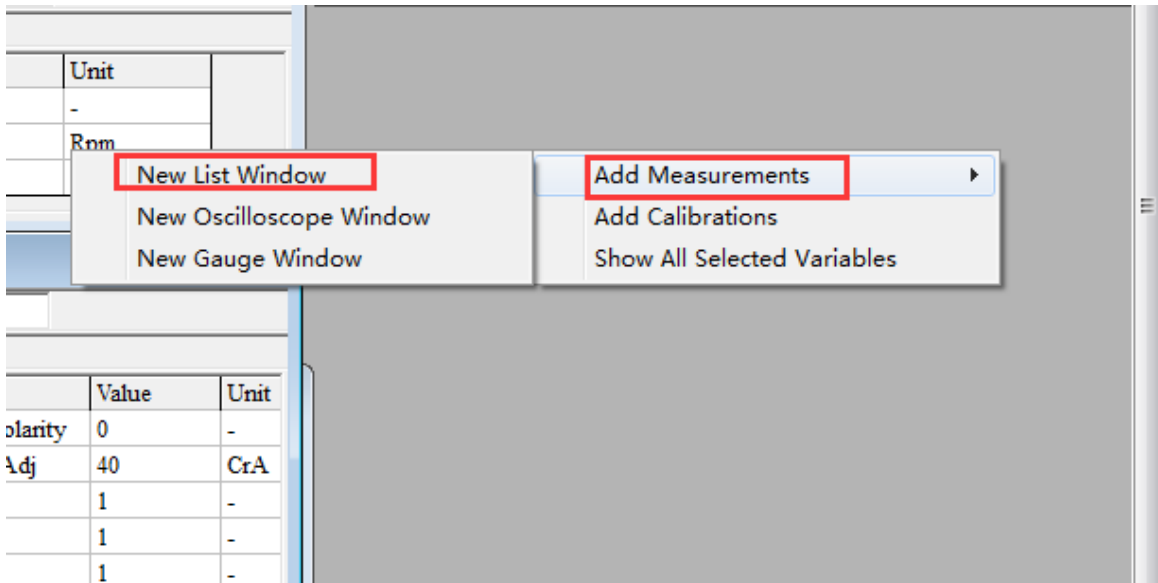 Unit
-
Rpm
New List Window Add Measurements
New Oscilloscope Window Add Calibrations
New Gauge Window Show All Selected Variables
Value Unit
olarity 0 -
Adj 40 CrA
1 -
1 -
1 -